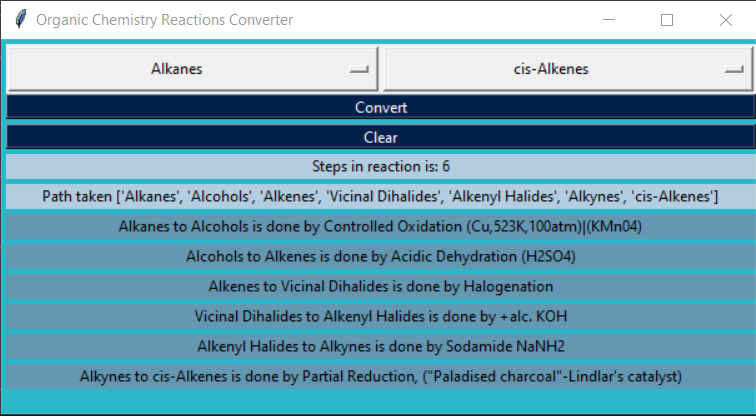 Organic Chemistry Reactions Converter
Alkanes
cis-Alkenes
Convert
Clear
Steps in reaction is: 6
Path taken ['Alkanes', 'Alcohols', 'Alkenes', 'Vicinal Dihalides', 'Alkenyl Halides', 'Alkynes', 'cis-Alkenes']
Alkanes to Alcohols is done by Controlled Oxidation (Cu,523K,100atm)|(KMn04)
Alcohols to Alkenes is done by Acidic Dehydration (H2SO4)
Alkenes to Vicinal Dihalides is done by Halogenation
Vicinal Dihalides to Alkenyl Halides is done by +alc. KOH
Alkenyl Halides to Alkynes is done by Sodamide NaNH2
Alkynes to cis-Alkenes is done by Partial Reduction, ("Paladised charcoal"-Lindlar's catalyst)